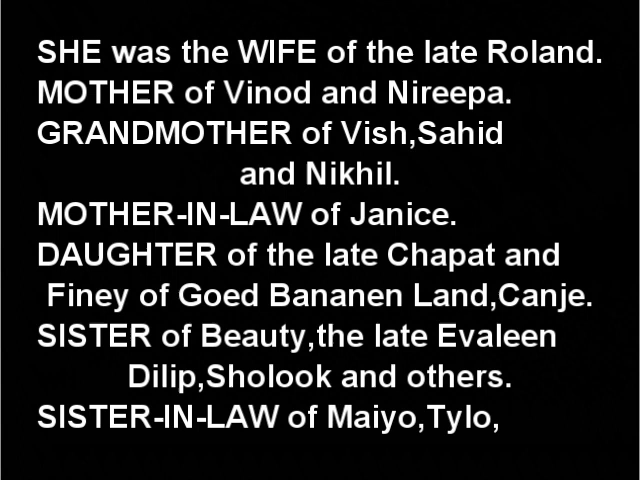 SHE was the WIFE of the late Roland.
MOTHER of Vinod and Nireepa.
GRANDMOTHER of Vish,Sahid
and Nikhil.
MOTHER-IN-LAW of Janice.
DAUGHTER of the late Chapat and
Finey of Goed Bananen Land,Canje.
SISTER of Beauty,the late Evaleen
Dilip,Sholook and others.
SISTER-IN-LAW of Maiyo,Tylo,